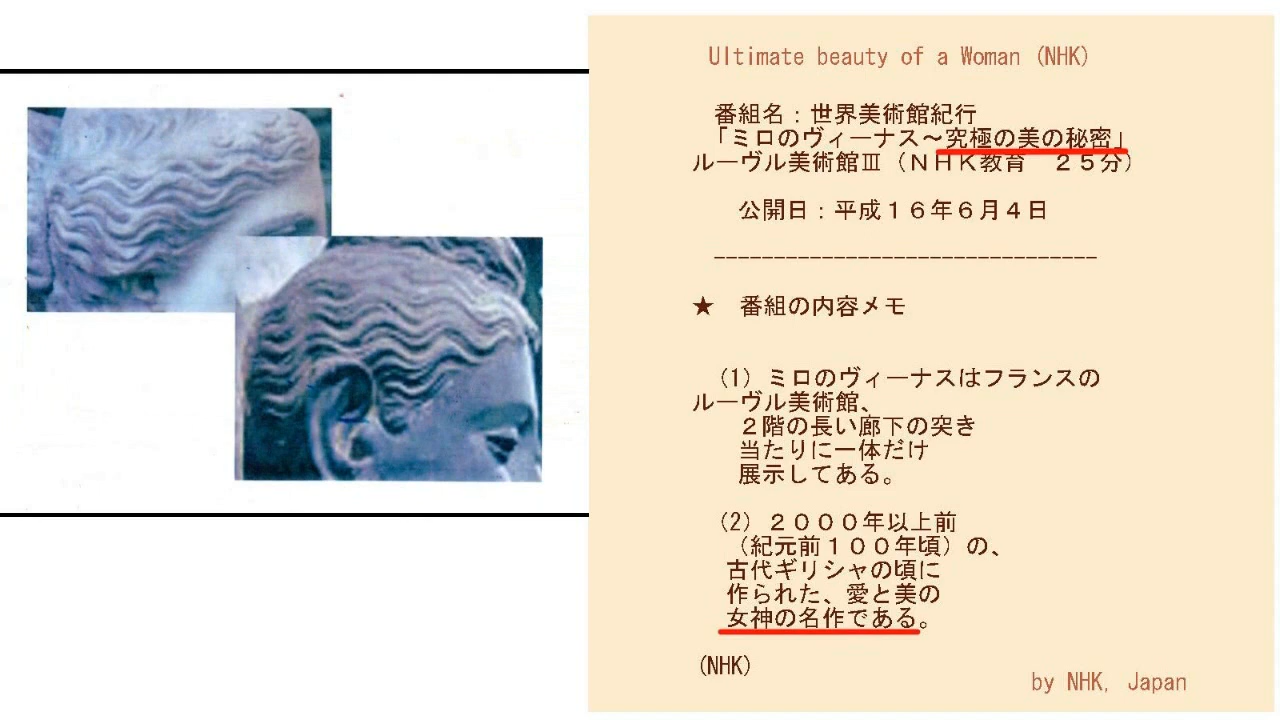 Ultimate beauty of a Woman (NHK)
番組名：世界美術館紀行
「ミロのヴィーナス～究極の美の秘密」
ルーヴル美術館Ⅲ（ＮＨＫ教育　２５分）
公開日：平成１６年６月４日
--------------------------------
★　番組の内容メモ
(1) ミロのヴィーナスはフランスの
ルーヴル美術館、
２階の長い廊下の突き
当たりに一体だけ
展示してある。
(2) ２０００年以上前
（紀元前１００年頃）の、
古代ギリシャの頃に
作られた、愛と美の
女神の名作である。
(NHK)
by NHK, Japan